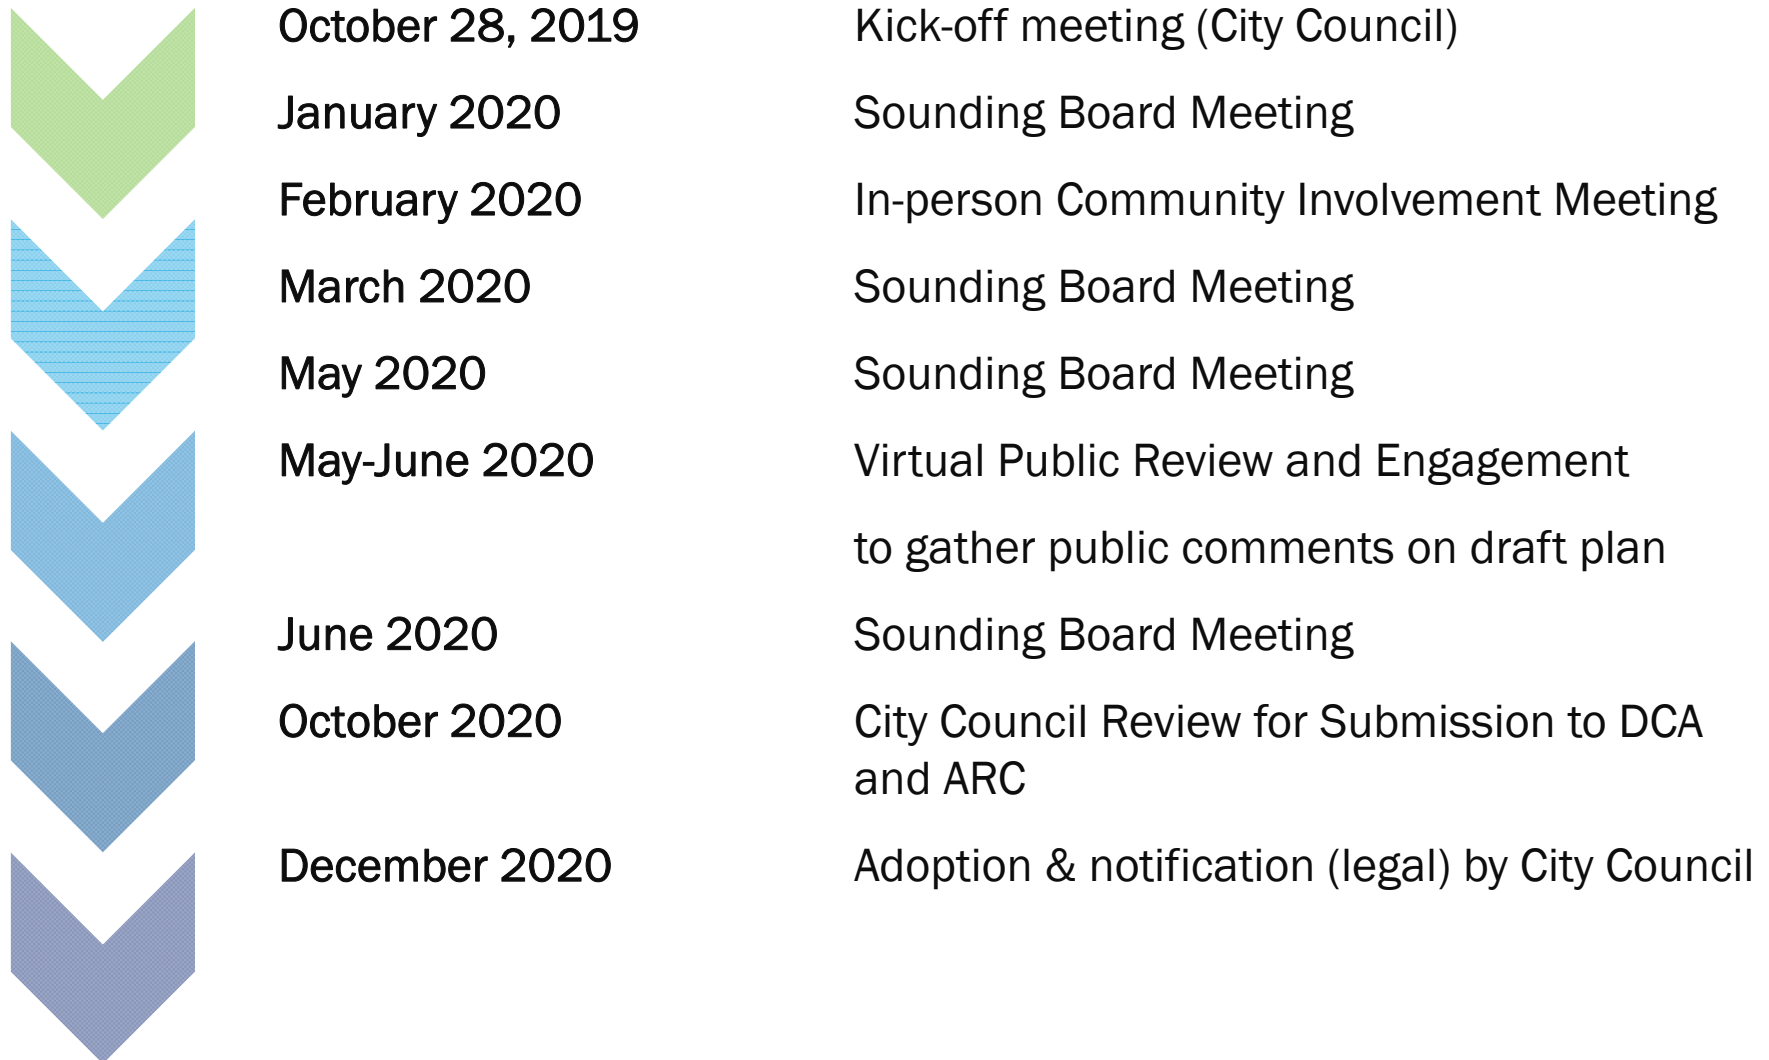 October 28, 2019 Kick-off meeting (City Council)
January 2020 Sounding Board Meeting
February 2020 In-person Community Involvement Meeting
March 2020 Sounding Board Meeting
May 2020 Sounding Board Meeting
May-June 2020 Virtual Public Review and Engagement
to gather public comments on draft plan
June 2020 Sounding Board Meeting
October 2020 City Council Review for Submission to DCA
and ARC
December 2020 Adoption & notification (legal) by City Council